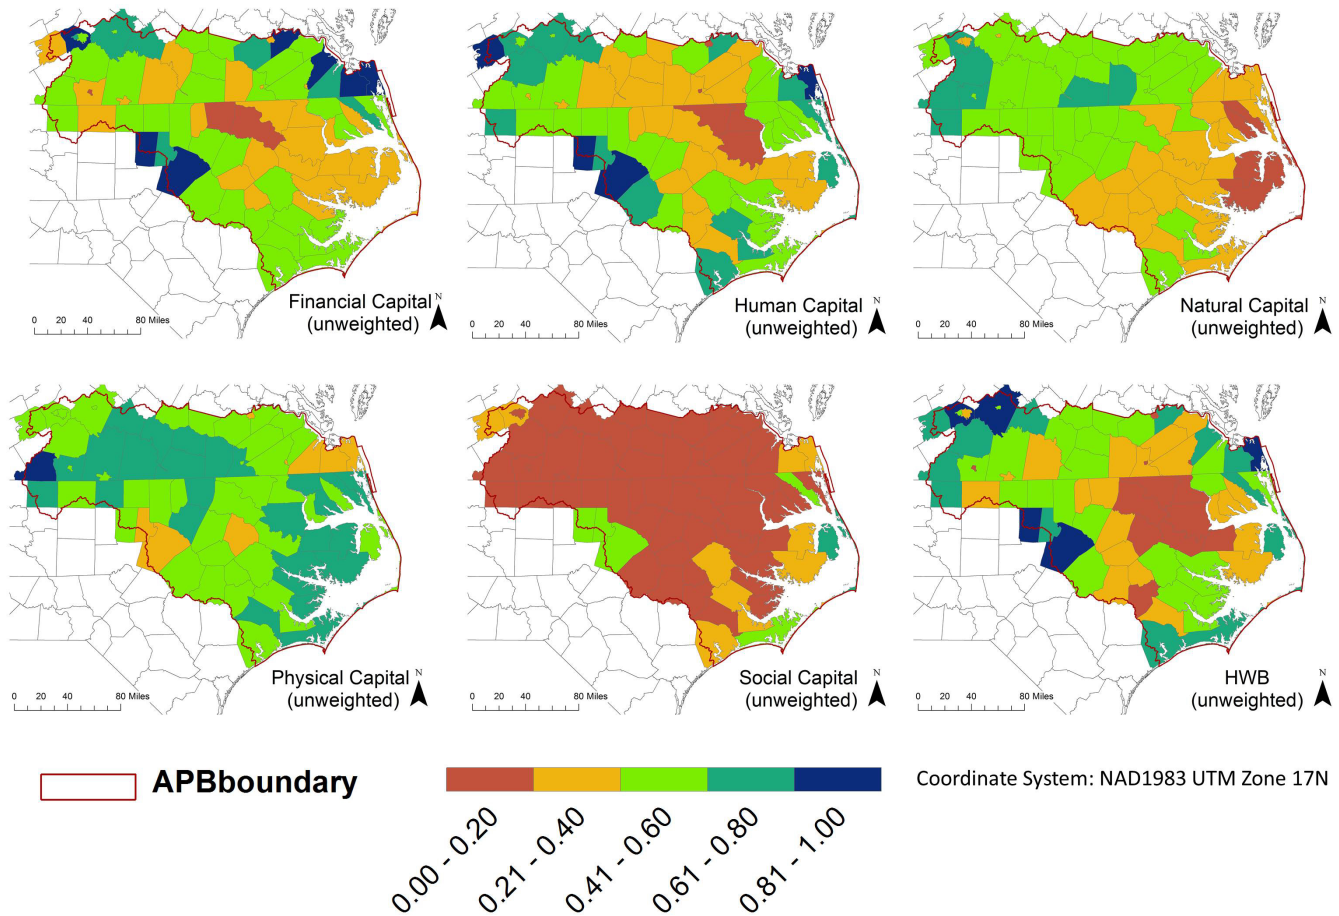 Financial Capital
(unweighted)
N
0 20 40 80 Miles
Human Capital
(unweighted)
N
0 20 40 80 Miles
Natural Capital
(unweighted)
N
0 20 40 80 Miles
Physical Capital
(unweighted)
N
0 20 40 80 Miles
Social Capital
(unweighted)
N
0 20 40 80 Miles
HWB
(unweighted)
N
0 20 40 80 Miles
APBboundary
0.00 - 0.20
0.21 - 0.40
0.41 - 0.60
0.61 - 0.80
0.81 - 1.00
Coordinate System: NAD1983 UTM Zone 17N